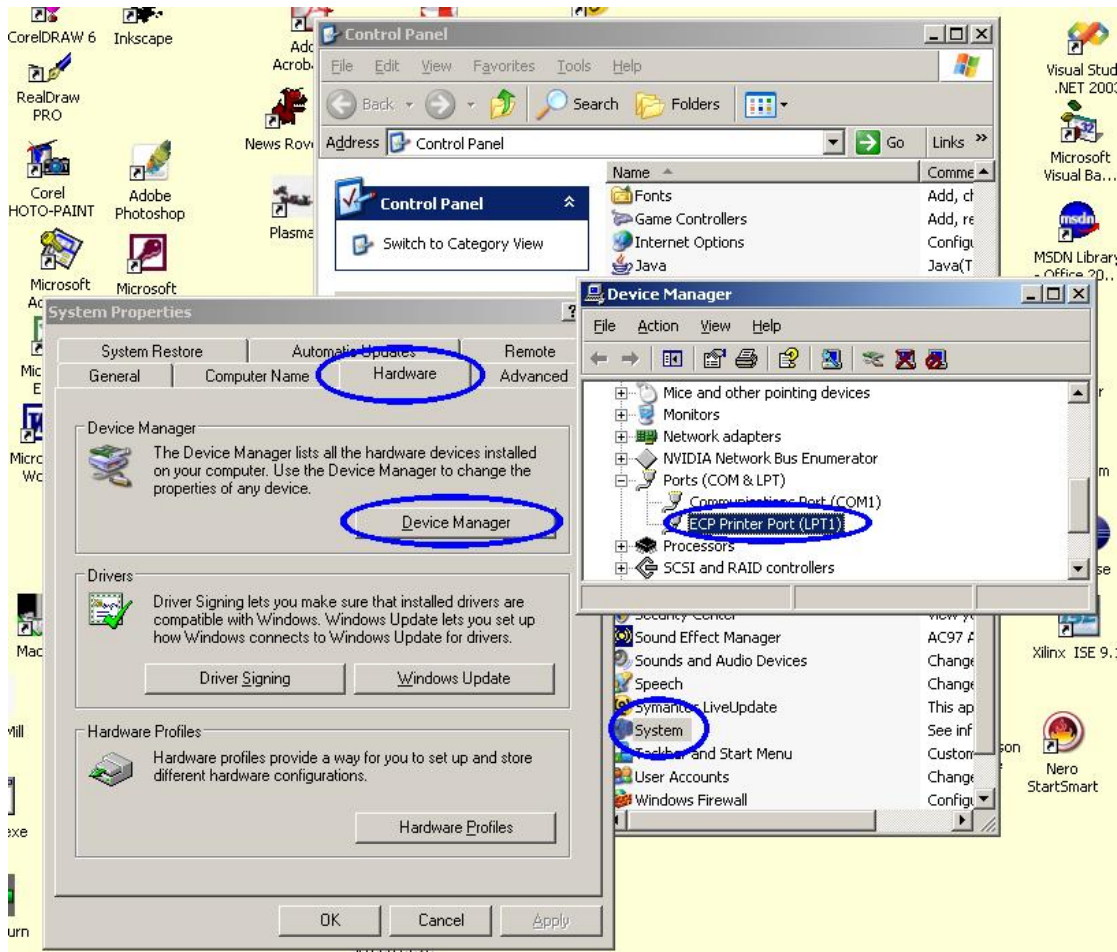 CorelDRAW 6
Inkscape
RealDraw
PRO
News Rov
Corel
HOTO-PAINT
Adobe
Photoshop
Plasma
Microsoft
Microsoft
Control Panel
File Edit View Favorites Tools Help
Back Search Folders
Address Control Panel Go Links »
Control Panel
Switch to Category View
Name Comme
Fonts Add, ch
Game Controllers Add, re
Internet Options Configu
Java Java(T
Visual Stud
.NET 2003
Microsoft
Visual Ba...
msdn
MSDN Library
- Office 20...
System Properties
System Restore Automatic Updates Remote
General Computer Name Hardware Advanced
Device Manager
The Device Manager lists all the hardware devices installed
on your computer. Use the Device Manager to change the
properties of any device.
Device Manager
Drivers
Driver Signing lets you make sure that installed drivers are
compatible with Windows. Windows Update lets you set up
how Windows connects to Windows Update for drivers.
Driver Signing Windows Update
Hardware Profiles
Hardware profiles provide a way for you to set up and store
different hardware configurations.
Hardware Profiles
OK Cancel Apply
Device Manager
File Action View Help
Mice and other pointing devices
Monitors
Network adapters
NVIDIA Network Bus Enumerator
Ports (COM & LPT)
Communications Port (COM1)
ECP Printer Port (LPT1)
Processors
SCSI and RAID controllers
Security Center
Sound Effect Manager AC97 A
Sounds and Audio Devices Change
Speech Change
Symantec LiveUpdate This ap
System See inf
Taskbar and Start Menu Custom
User Accounts Change
Windows Firewall Configu
Xilinx ISE 9.1
Nero
StartSmart